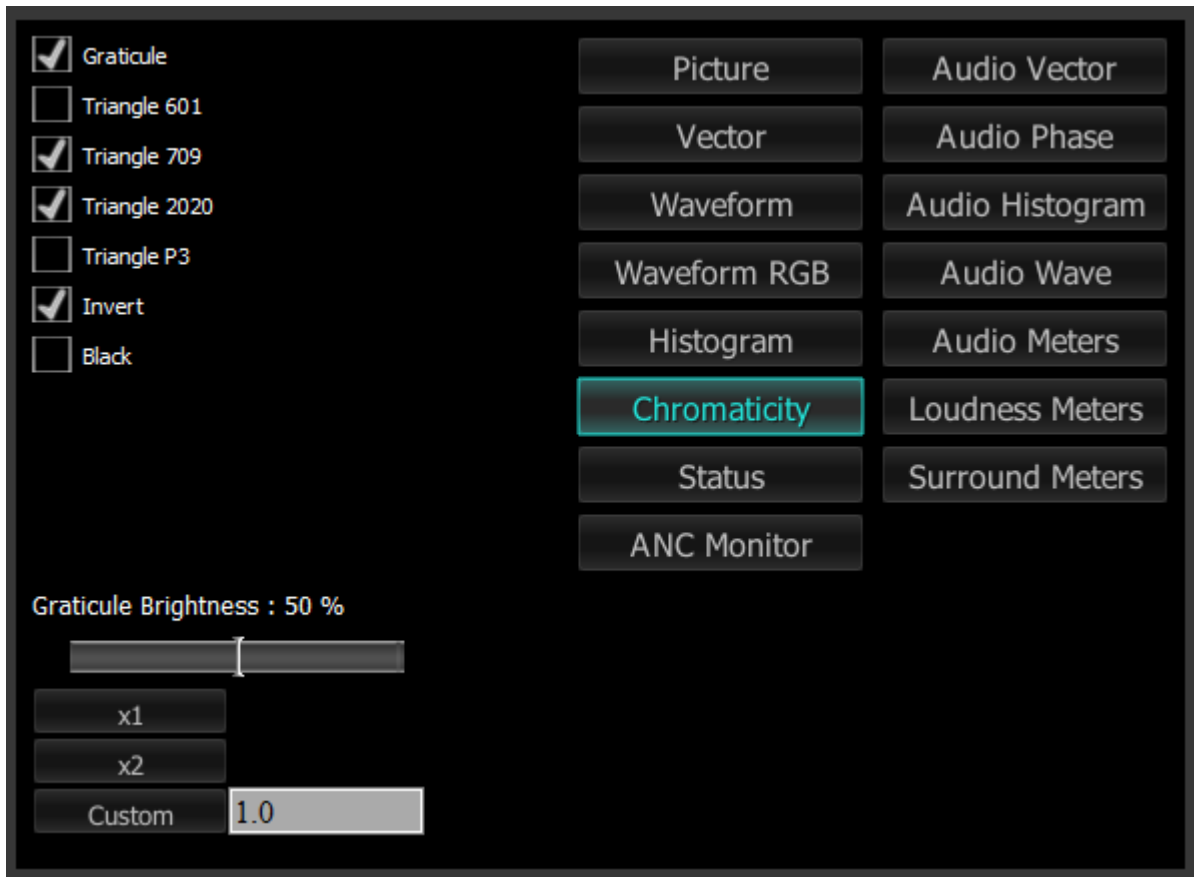 Graticule
Triangle 601
Triangle 709
Triangle 2020
Triangle P3
Invert
Black
Picture
Vector
Waveform
Waveform RGB
Histogram
Chromaticity
Status
ANC Monitor
Audio Vector
Audio Phase
Audio Histogram
Audio Wave
Audio Meters
Loudness Meters
Surround Meters
Graticule Brightness : 50 %
x1
x2
Custom 1.0